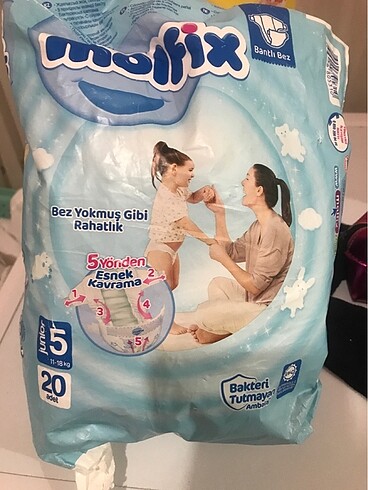 molfix
Bantlı Bez
Bez Yokmuş Gibi
Rahatlık
5 Yönden
Esnek
Kavrama
1
2
3
4
5
junior
5
11-18 kg
20
adet
Bakteri
Tutmayan
Ambalaj